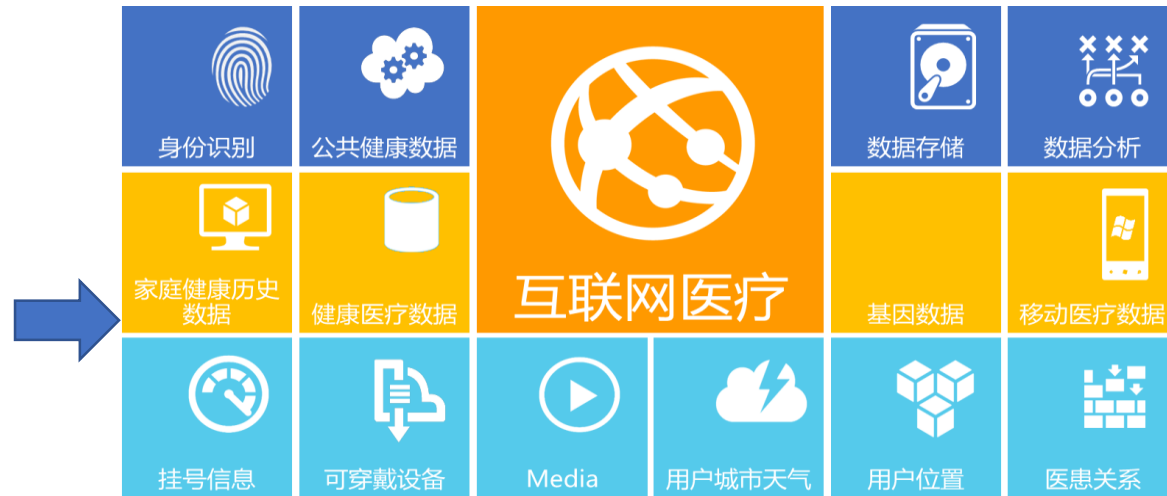 身份识别
公共健康数据
数据存储
数据分析
家庭健康历史
数据
健康医疗数据
互联网医疗
基因数据
移动医疗数据
挂号信息
可穿戴设备
Media
用户城市天气
用户位置
医患关系